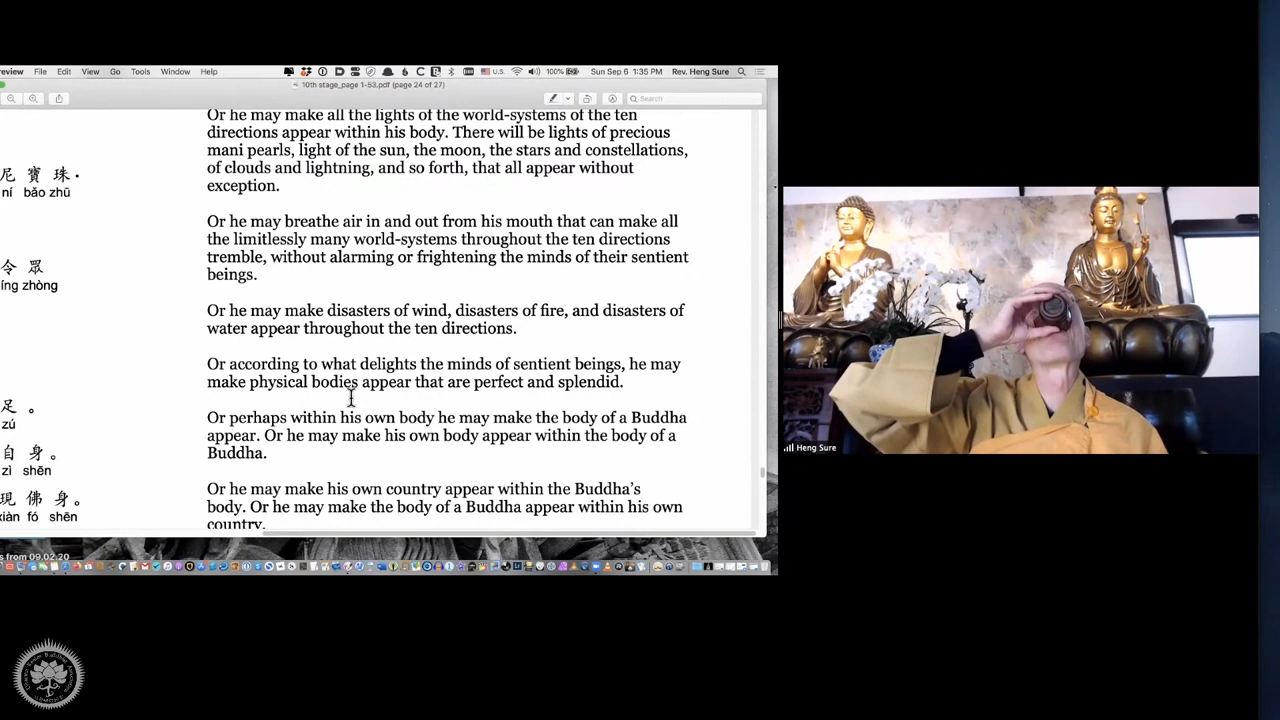 review File Edit View Go Tools Window Help U.S. 100% Sun Sep 6 1:35 PM Rev. Heng Sure
10th stage_page 1-53.pdf (page 24 of 27)
Search
尼 寶 珠 .
ní bǎo zhū
令 眾
íng zhòng
足 。
zú
自 身 。
zì shēn
現 佛 身 。
xiàn fó shēn
Or he may make all the lights of the world-systems of the ten
directions appear within his body. There will be lights of precious
mani pearls, light of the sun, the moon, the stars and constellations,
of clouds and lightning, and so forth, that all appear without
exception.
Or he may breathe air in and out from his mouth that can make all
the limitlessly many world-systems throughout the ten directions
tremble, without alarming or frightening the minds of their sentient
beings.
Or he may make disasters of wind, disasters of fire, and disasters of
water appear throughout the ten directions.
Or according to what delights the minds of sentient beings, he may
make physical bodies appear that are perfect and splendid.
Or perhaps within his own body he may make the body of a Buddha
appear. Or he may make his own body appear within the body of a
Buddha.
Or he may make his own country appear within the Buddha's
body. Or he may make the body of a Buddha appear within his own
country.
s from 09.02.20
Heng Sure